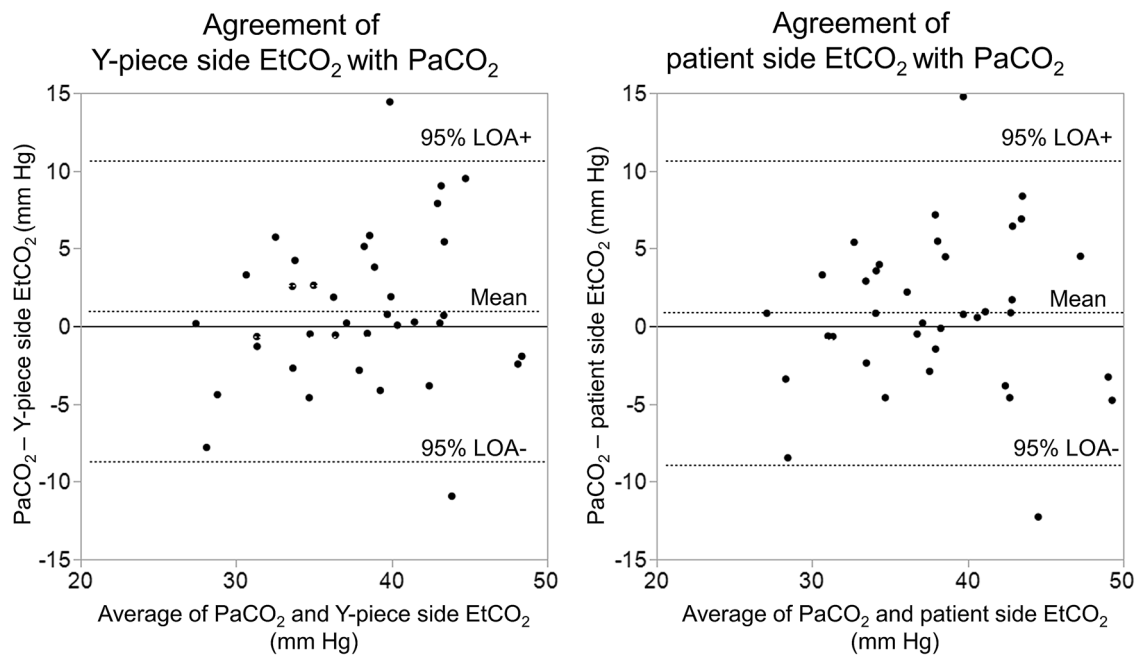 Agreement of
Y-piece side EtCO₂ with PaCO₂
PaCO₂ – Y-piece side EtCO₂ (mm Hg)
15
10
5
0
-5
-10
-15
95% LOA+
Mean
95% LOA-
20
30
40
50
Average of PaCO₂ and Y-piece side EtCO₂
(mm Hg)
Agreement of
patient side EtCO₂ with PaCO₂
PaCO₂ – patient side EtCO₂ (mm Hg)
15
10
5
0
-5
-10
-15
95% LOA+
Mean
95% LOA-
20
30
40
50
Average of PaCO₂ and patient side EtCO₂
(mm Hg)